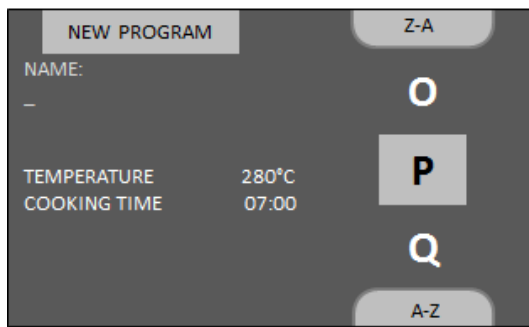 NEW PROGRAM
NAME:
_
TEMPERATURE 280°C
COOKING TIME 07:00
Z-A
O
P
Q
A-Z